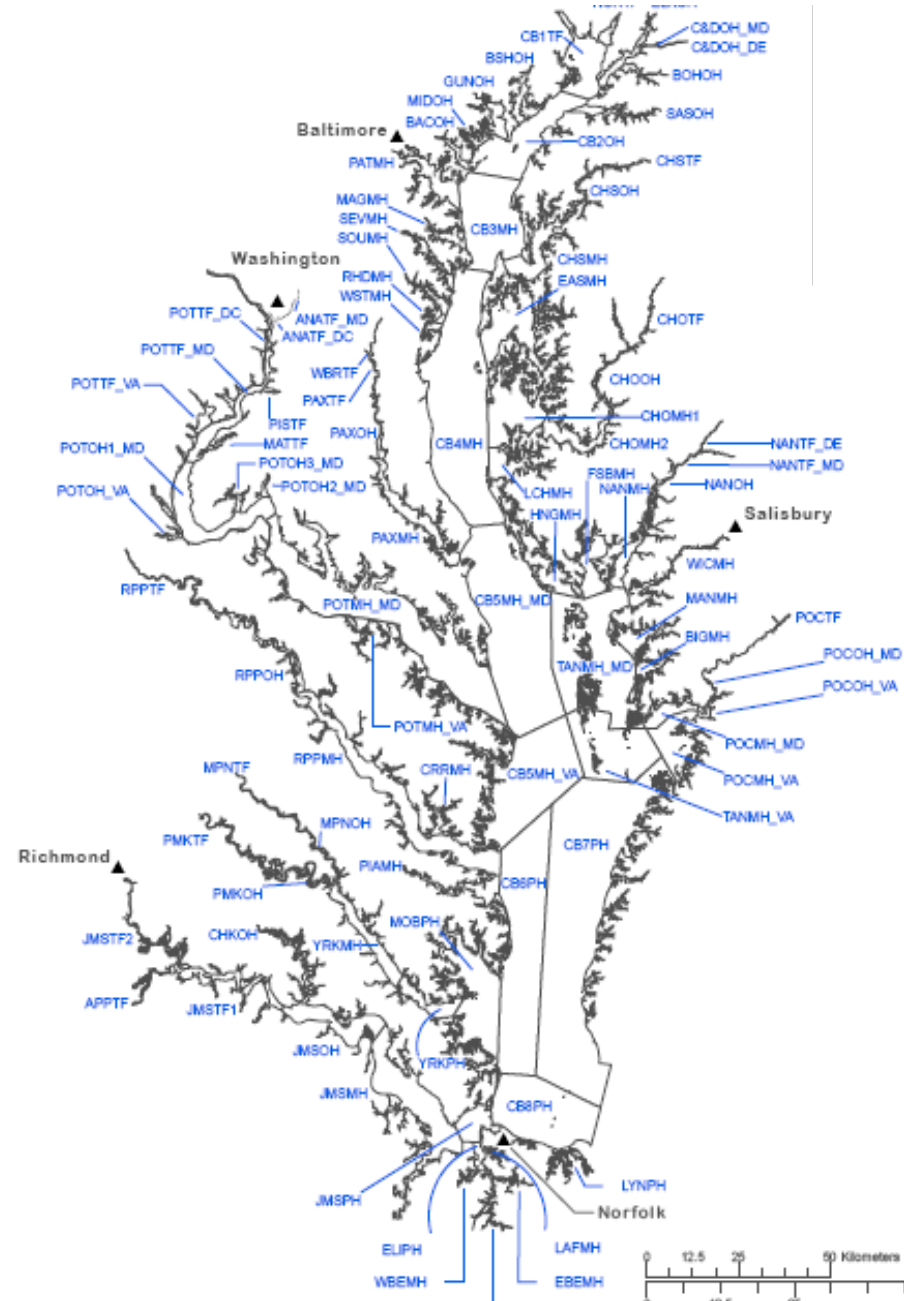 CB1TF
C&DOH_MD
C&DOH_DE
BSHOH
BOHOH
GUNOH
MIDOH
BACOH
SASOH
Baltimore
CB2OH
PATMH
CHSTF
CHSOH
MAGMH
SEVMH
CB3MH
SOUMH
Washington
CHSMH
RHDMH
EASMH
WSTMH
POTTF_DC
ANATF_MD
ANATF_DC
CHOTF
POTTF_MD
POTTF_VA
WBRTF
PAXTF
CHOOH
PISTF
CHOMH1
MATTF
PAXOH
CB4MH
CHOMH2
NANTF_DE
POTOH1_MD
POTOH3_MD
NANTF_MD
POTOH_VA
POTOH2_MD
LCHMH
FSBMH
NANMH
NANOH
HNGMH
Salisbury
PAXMH
WICMH
RPPTF
POTMH_MD
CB5MH_MD
MANMH
POCTF
BIGMH
POCOH_MD
RPPOH
TANMH_MD
POCOH_VA
POTMH_VA
POCMH_MD
RPPMH
CRRMH
CB5MH_VA
POCMH_VA
MPNTF
TANMH_VA
MPNOH
PMKTF
CB7PH
Richmond
PIAMH
CB6PH
PMKOH
MOBPH
JMSTF2
CHKOH
YRKMH
APPTF
JMSTF1
JMSOH
YRKPH
JMSMH
CB8PH
JMSPH
LYNPH
Norfolk
ELIPH
LAFMH
WBEMH
EBEMH
0 12.5 25 50 Kilometers